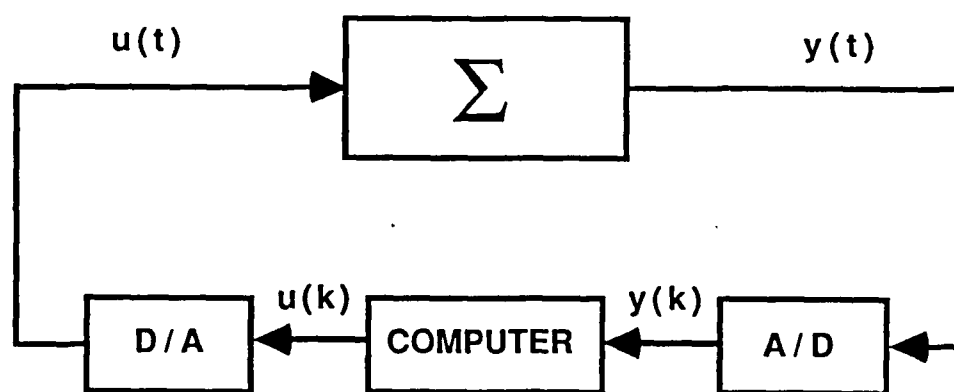 u(t)
y(t)
Σ
u(k)
y(k)
D/A
COMPUTER
A/D